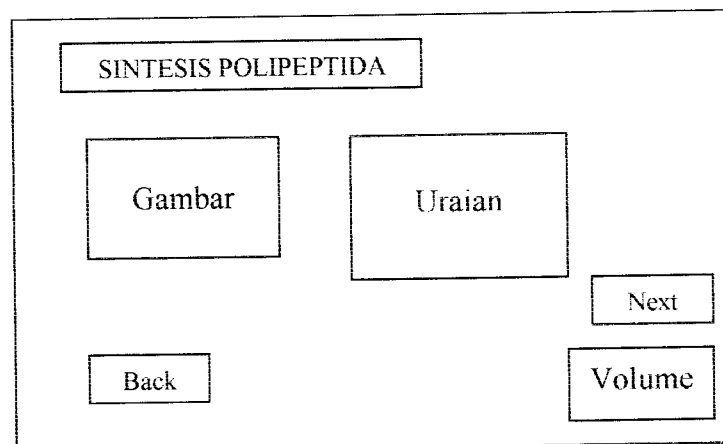 SINTESIS POLIPEPTIDA
Gambar
Uraian
Next
Back
Volume